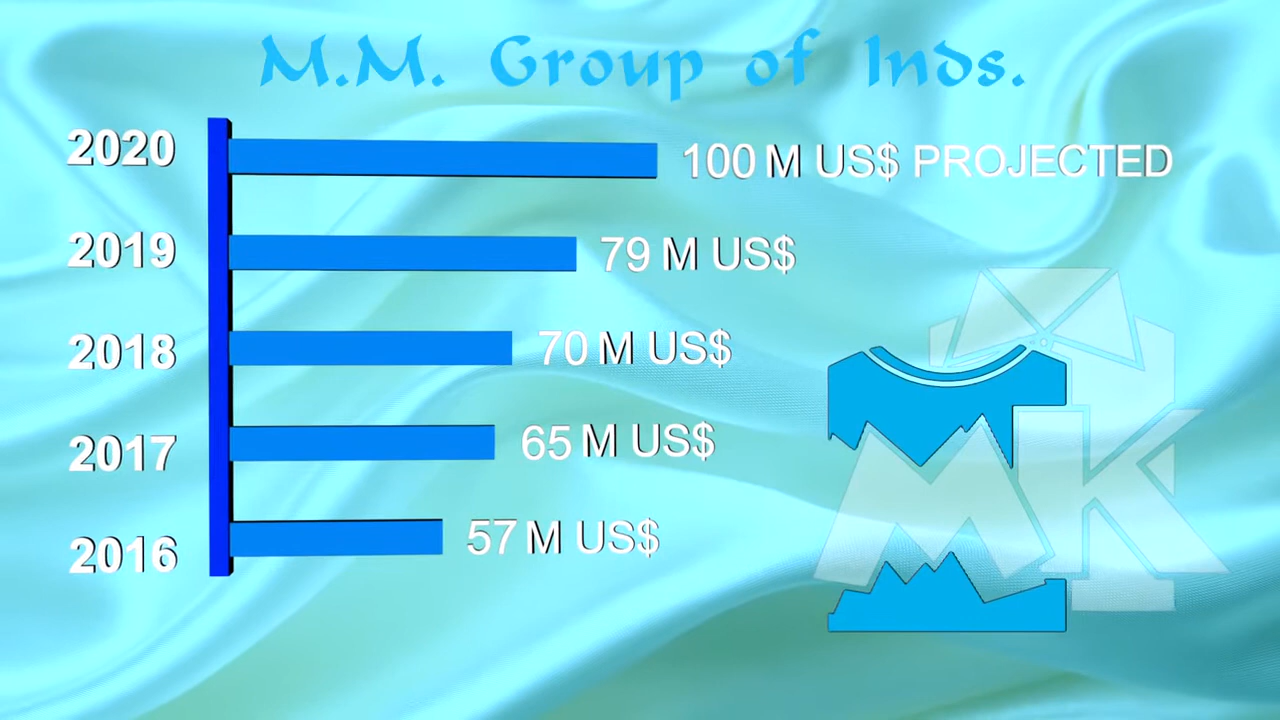 M.M. Group of Inds.
2020 100 M US$ PROJECTED
2019 79 M US$
2018 70 M US$
2017 65 M US$
2016 57 M US$
MK